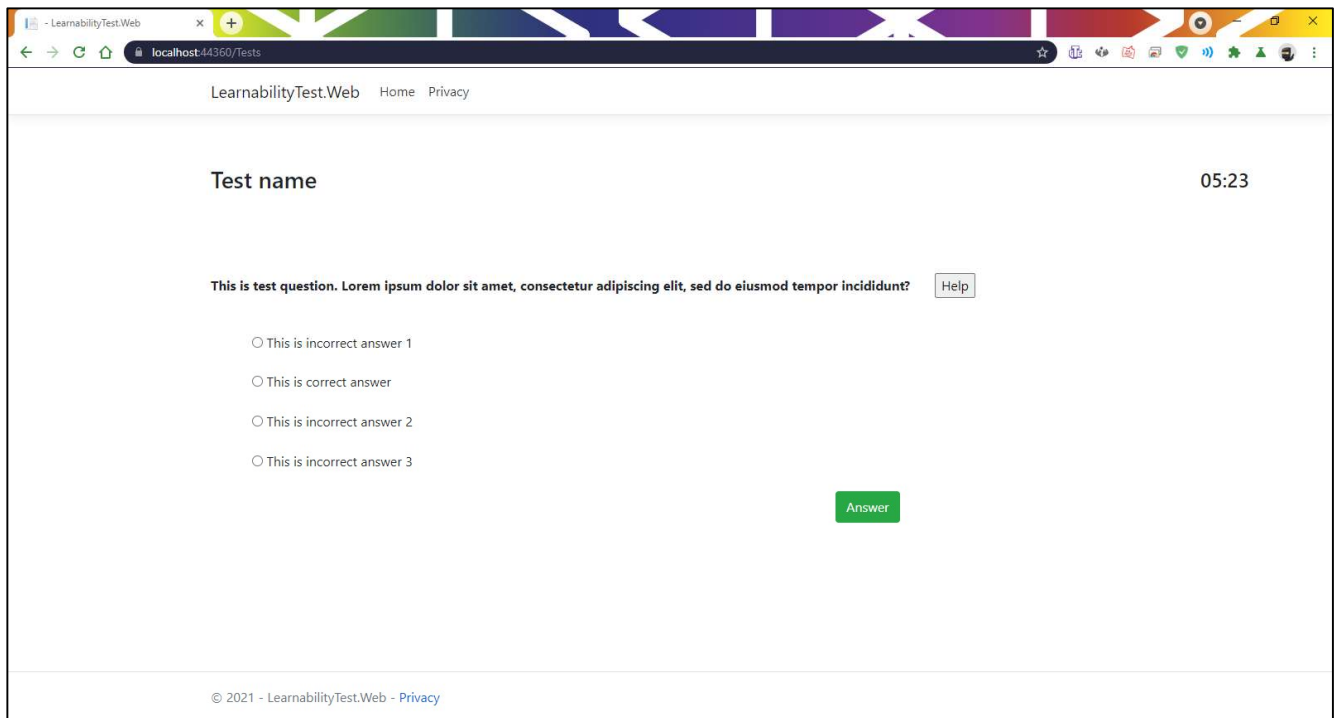 - LearnabilityTest.Web
localhost:44360/Tests
LearnabilityTest.Web Home Privacy
Test name 05:23
This is test question. Lorem ipsum dolor sit amet, consectetur adipiscing elit, sed do eiusmod tempor incididunt? Help
This is incorrect answer 1
This is correct answer
This is incorrect answer 2
This is incorrect answer 3
Answer
© 2021 - LearnabilityTest.Web - Privacy